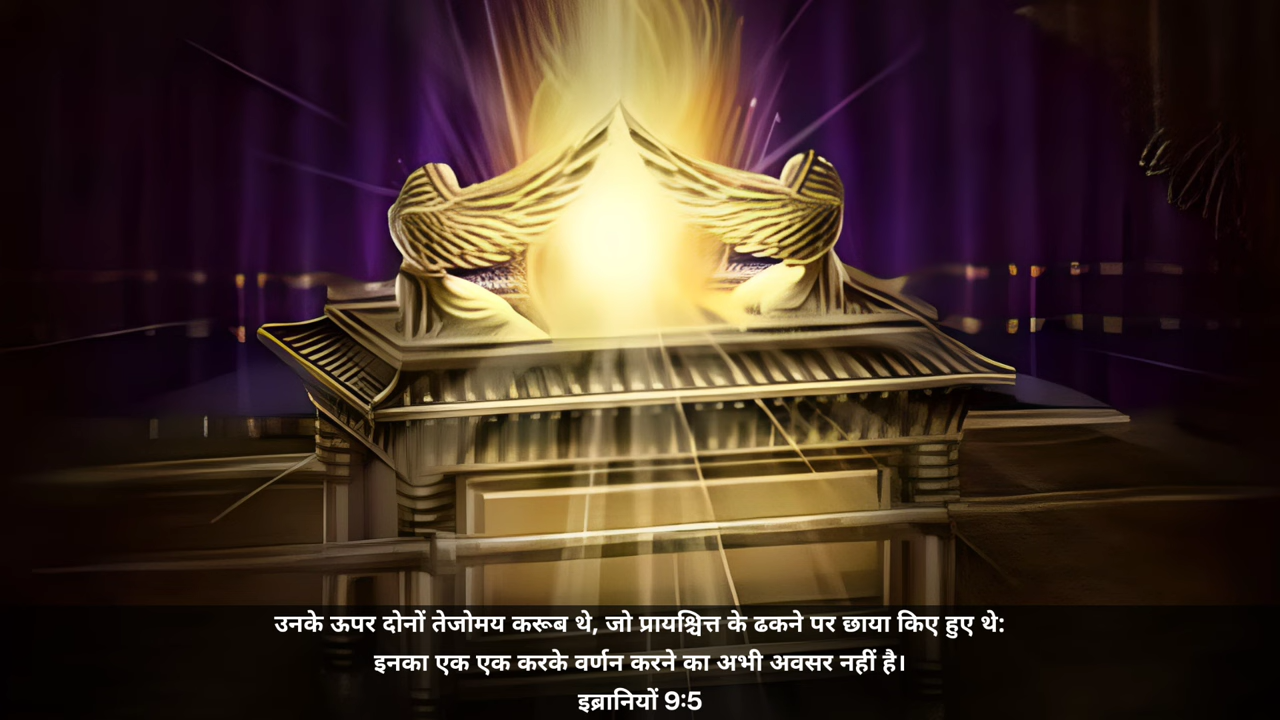 उनके ऊपर दोनों तेजोमय करूब थे, जो प्रायश्चित्त के ढकने पर छाया किए हुए थे:
इनका एक एक करके वर्णन करने का अभी अवसर नहीं है।
इब्रानियों 9:5